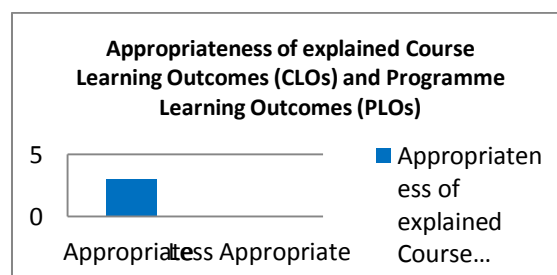 Appropriateness of explained Course
Learning Outcomes (CLOs) and Programme
Learning Outcomes (PLOs)
5
0
Appropriate Less Appropriate
Appropriaten
ess of
explained
Course...